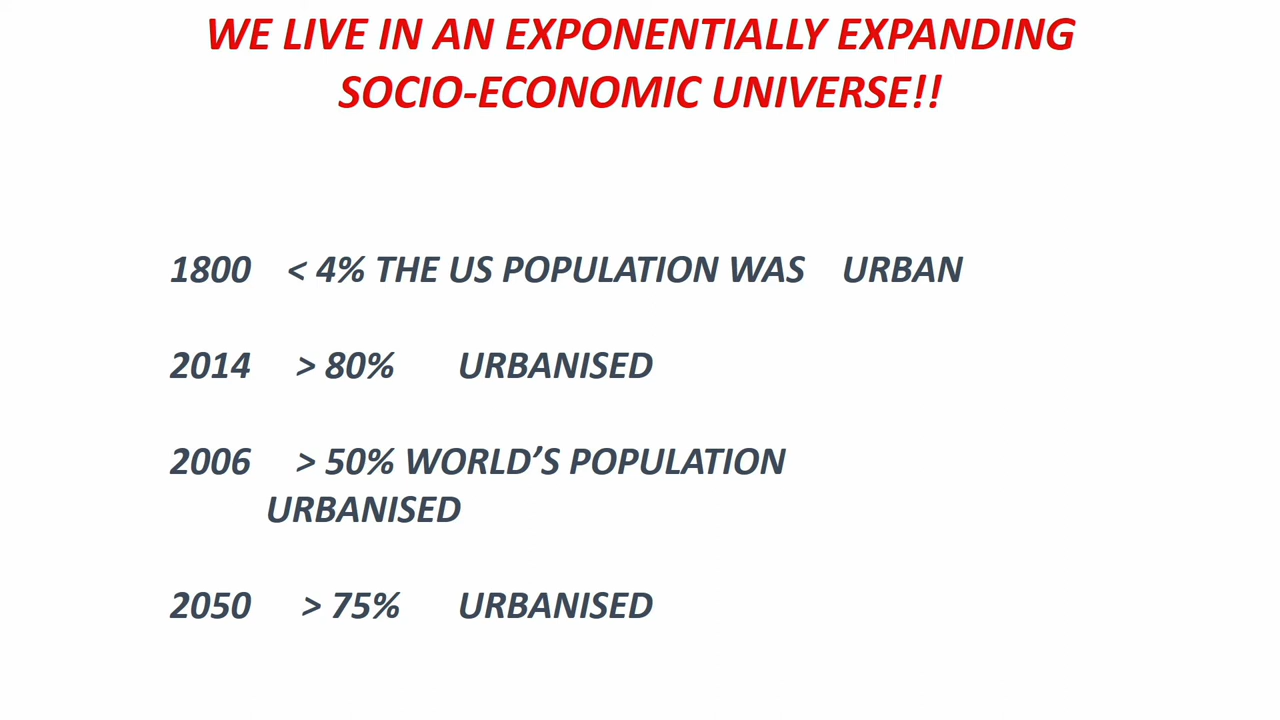 WE LIVE IN AN EXPONENTIALLY EXPANDING
SOCIO-ECONOMIC UNIVERSE!!
1800 < 4% THE US POPULATION WAS URBAN
2014 > 80% URBANISED
2006 > 50% WORLD’S POPULATION
URBANISED
2050 > 75% URBANISED